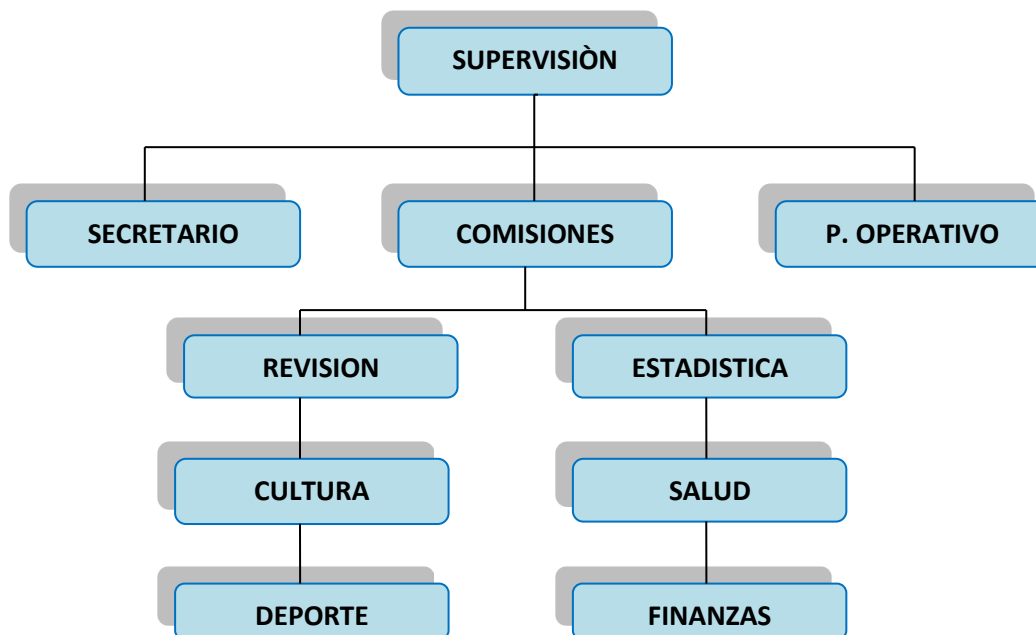 SUPERVISIÒN
SECRETARIO
COMISIONES
P. OPERATIVO
REVISION
ESTADISTICA
CULTURA
SALUD
DEPORTE
FINANZAS